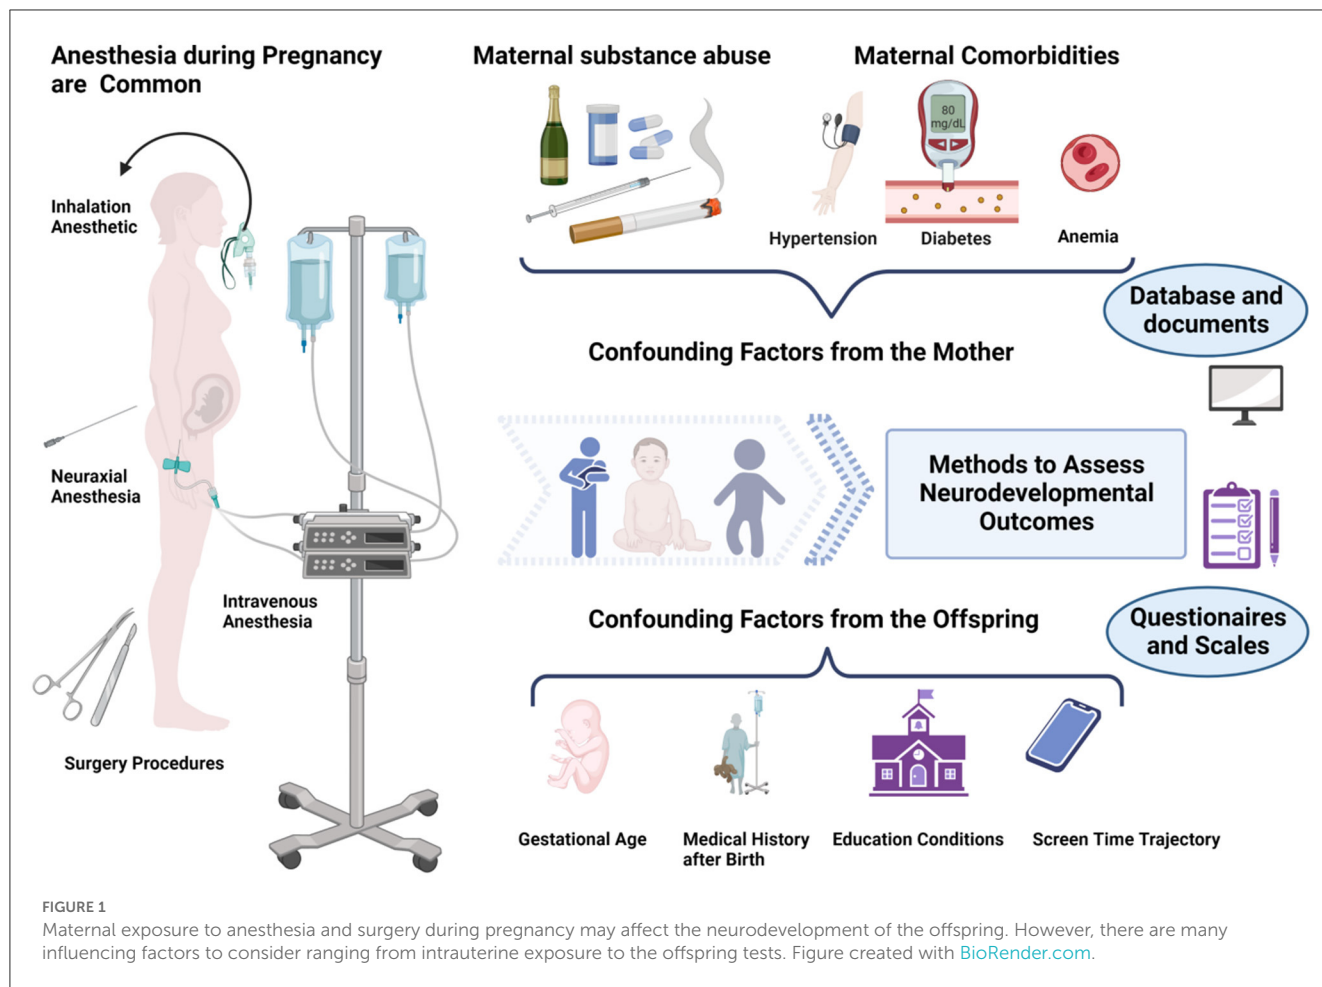 Anesthesia during Pregnancy
are Common
Inhalation
Anesthetic
Neuraxial
Anesthesia
Intravenous
Anesthesia
Surgery Procedures
Maternal substance abuse
Maternal Comorbidities
80
mg/dL
Hypertension
Diabetes
Anemia
Confounding Factors from the Mother
Database and
documents
Methods to Assess
Neurodevelopmental
Outcomes
Confounding Factors from the Offspring
Questionaires
and Scales
Gestational Age
Medical History
after Birth
Education Conditions
Screen Time Trajectory
FIGURE 1
Maternal exposure to anesthesia and surgery during pregnancy may affect the neurodevelopment of the offspring. However, there are many
influencing factors to consider ranging from intrauterine exposure to the offspring tests. Figure created with BioRender.com.